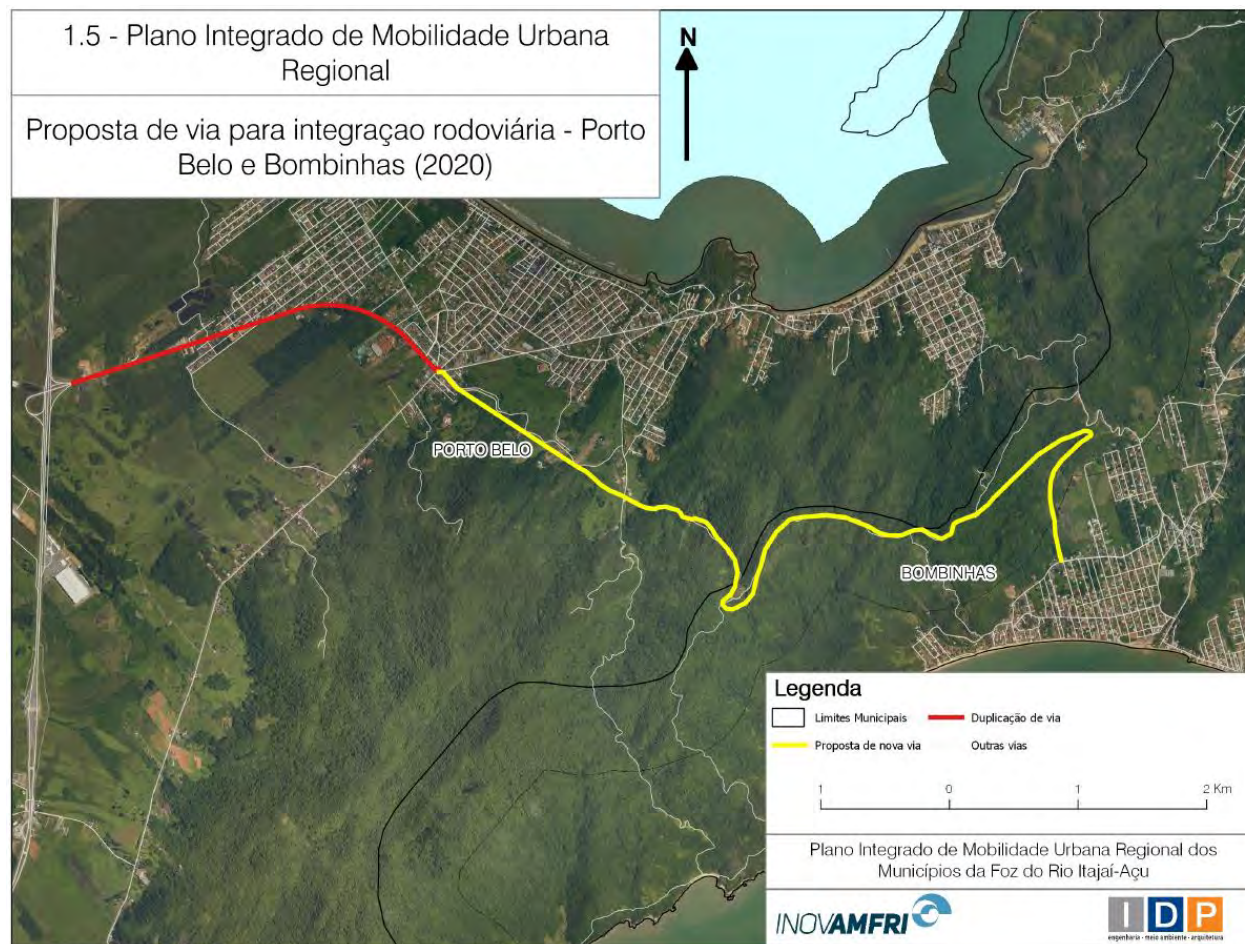 1.5 - Plano Integrado de Mobilidade Urbana
Regional
Proposta de via para integraçao rodoviária - Porto
Belo e Bombinhas (2020)
N
PORTO BELO
BOMBINHAS
Legenda
Limites Municipais
Duplicação de via
Proposta de nova via
Outras vias
1 0 1 2 Km
Plano Integrado de Mobilidade Urbana Regional dos
Municípios da Foz do Rio Itajaí-Açu
INOVAMFRI
IDP
engenharia - meio ambiente - arquitetura